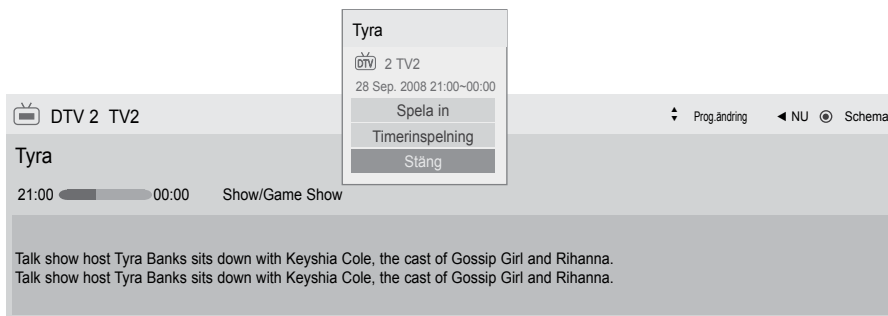 Tyra
DTV 2 TV2
28 Sep. 2008 21:00~00:00
Spela in
Timerinspelning
Stäng
DTV 2 TV2
Prog.ändring ◄ NU ◉ Schema
Tyra
21:00 00:00 Show/Game Show
Talk show host Tyra Banks sits down with Keyshia Cole, the cast of Gossip Girl and Rihanna.
Talk show host Tyra Banks sits down with Keyshia Cole, the cast of Gossip Girl and Rihanna.